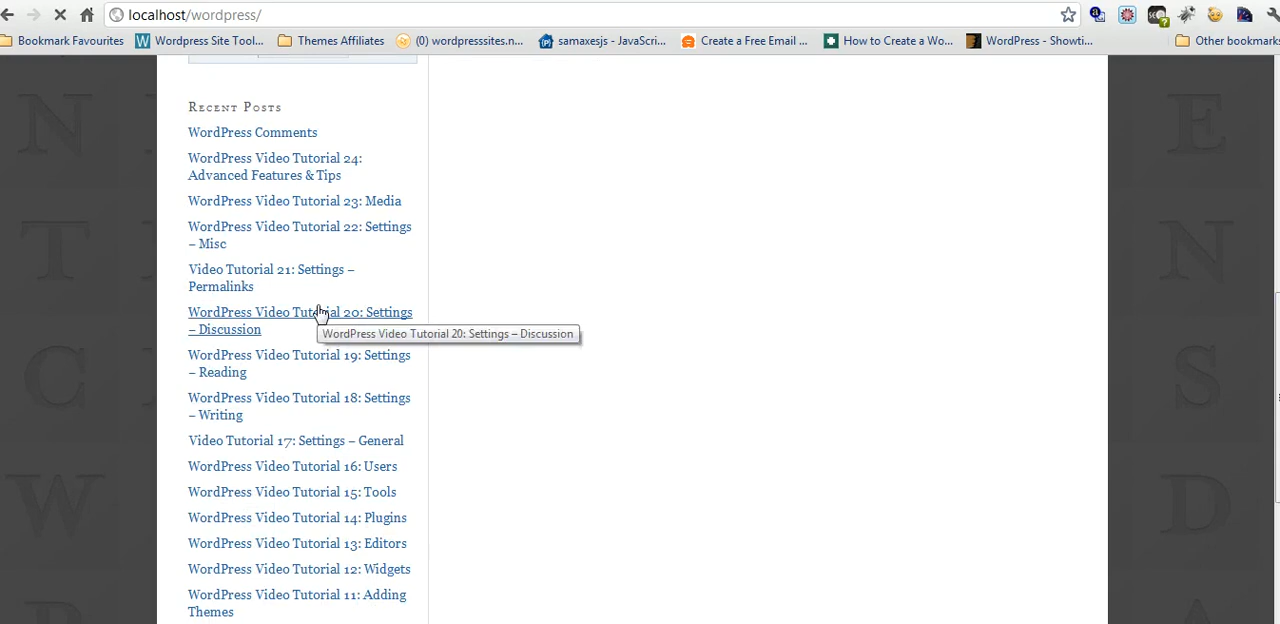 localhost/wordpress/
Bookmark Favourites
Wordpress Site Tool...
Themes Affiliates
(0) wordpresssites.n...
samaxesjs - JavaScri...
Create a Free Email ...
How to Create a Wo...
WordPress - Showti...
Other bookmarks
RECENT POSTS
WordPress Comments
WordPress Video Tutorial 24:
Advanced Features & Tips
WordPress Video Tutorial 23: Media
WordPress Video Tutorial 22: Settings
– Misc
Video Tutorial 21: Settings –
Permalinks
WordPress Video Tutorial 20: Settings
– Discussion
WordPress Video Tutorial 20: Settings – Discussion
WordPress Video Tutorial 19: Settings
– Reading
WordPress Video Tutorial 18: Settings
– Writing
Video Tutorial 17: Settings – General
WordPress Video Tutorial 16: Users
WordPress Video Tutorial 15: Tools
WordPress Video Tutorial 14: Plugins
WordPress Video Tutorial 13: Editors
WordPress Video Tutorial 12: Widgets
WordPress Video Tutorial 11: Adding
Themes
N
T
C
W
E
N
S
D